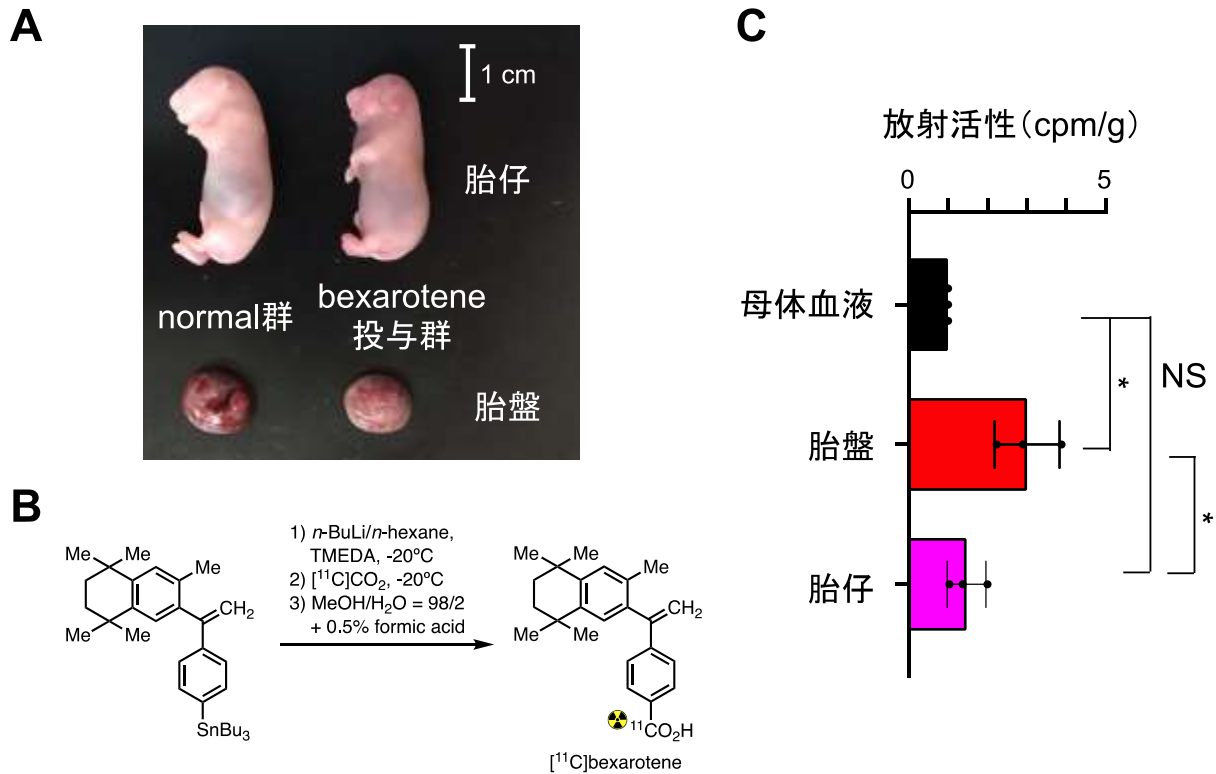 A
1 cm
胎仔
normal群
bexarotene
投与群
胎盤
B
1) n-BuLi/n-hexane,
TMEDA, -20ºC
2) [¹¹C]CO₂, -20ºC
3) MeOH/H₂O = 98/2
+ 0.5% formic acid
Me Me
Me
CH₂
Me Me
SnBu₃
Me Me
Me
CH₂
Me Me
¹¹CO₂H
[¹¹C]bexarotene
C
放射活性（cpm/g）
0 5
母体血液
胎盤
胎仔
*
NS
*